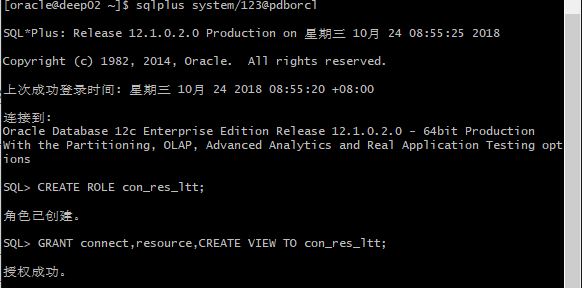 [oracle@deep02 ~]$ sqlplus system/123@pdborcl
SQL*Plus: Release 12.1.0.2.0 Production on 星期三 10月 24 08:55:25 2018
Copyright (c) 1982, 2014, Oracle.  All rights reserved.
上次成功登录时间: 星期三 10月 24 2018 08:55:20 +08:00
连接到:
Oracle Database 12c Enterprise Edition Release 12.1.0.2.0 - 64bit Production
With the Partitioning, OLAP, Advanced Analytics and Real Application Testing opt
ions
SQL> CREATE ROLE con_res_ltt;
角色已创建。
SQL> GRANT connect,resource,CREATE VIEW TO con_res_ltt;
授权成功。